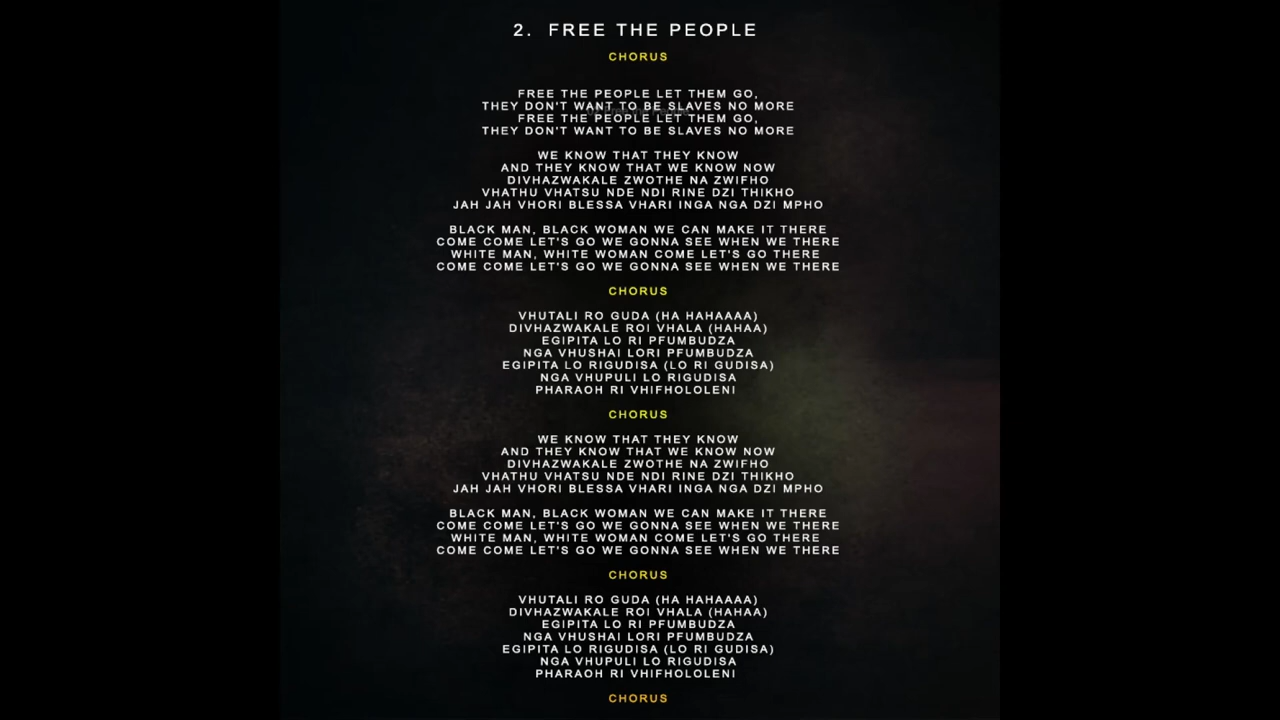 2. FREE THE PEOPLE
CHORUS
FREE THE PEOPLE LET THEM GO,
THEY DON'T WANT TO BE SLAVES NO MORE
FREE THE PEOPLE LET THEM GO,
THEY DON'T WANT TO BE SLAVES NO MORE
WE KNOW THAT THEY KNOW
AND THEY KNOW THAT WE KNOW NOW
DIVHAZWAKALE ZWOTHE NA ZWIFHO
VHATHU VHATSU NDE NDI RINE DZI THIKHO
JAH JAH VHORI BLESSA VHARI INGA NGA DZI MPHO
BLACK MAN, BLACK WOMAN WE CAN MAKE IT THERE
COME COME LET'S GO WE GONNA SEE WHEN WE THERE
WHITE MAN, WHITE WOMAN COME LET'S GO THERE
COME COME LET'S GO WE GONNA SEE WHEN WE THERE
CHORUS
VHUTALI RO GUDA (HA HAHAAAA)
DIVHAZWAKALE ROI VHALA (HAHAA)
EGIPITA LO RI PFUMBUDZA
NGA VHUSHAI LORI PFUMBUDZA
EGIPITA LO RIGUDISA (LO RI GUDISA)
NGA VHUPULI LO RIGUDISA
PHARAOH RI VHIFHOLOLENI
CHORUS
WE KNOW THAT THEY KNOW
AND THEY KNOW THAT WE KNOW NOW
DIVHAZWAKALE ZWOTHE NA ZWIFHO
VHATHU VHATSU NDE NDI RINE DZI THIKHO
JAH JAH VHORI BLESSA VHARI INGA NGA DZI MPHO
BLACK MAN, BLACK WOMAN WE CAN MAKE IT THERE
COME COME LET'S GO WE GONNA SEE WHEN WE THERE
WHITE MAN, WHITE WOMAN COME LET'S GO THERE
COME COME LET'S GO WE GONNA SEE WHEN WE THERE
CHORUS
VHUTALI RO GUDA (HA HAHAAAA)
DIVHAZWAKALE ROI VHALA (HAHAA)
EGIPITA LO RI PFUMBUDZA
NGA VHUSHAI LORI PFUMBUDZA
EGIPITA LO RIGUDISA (LO RI GUDISA)
NGA VHUPULI LO RIGUDISA
PHARAOH RI VHIFHOLOLENI
CHORUS